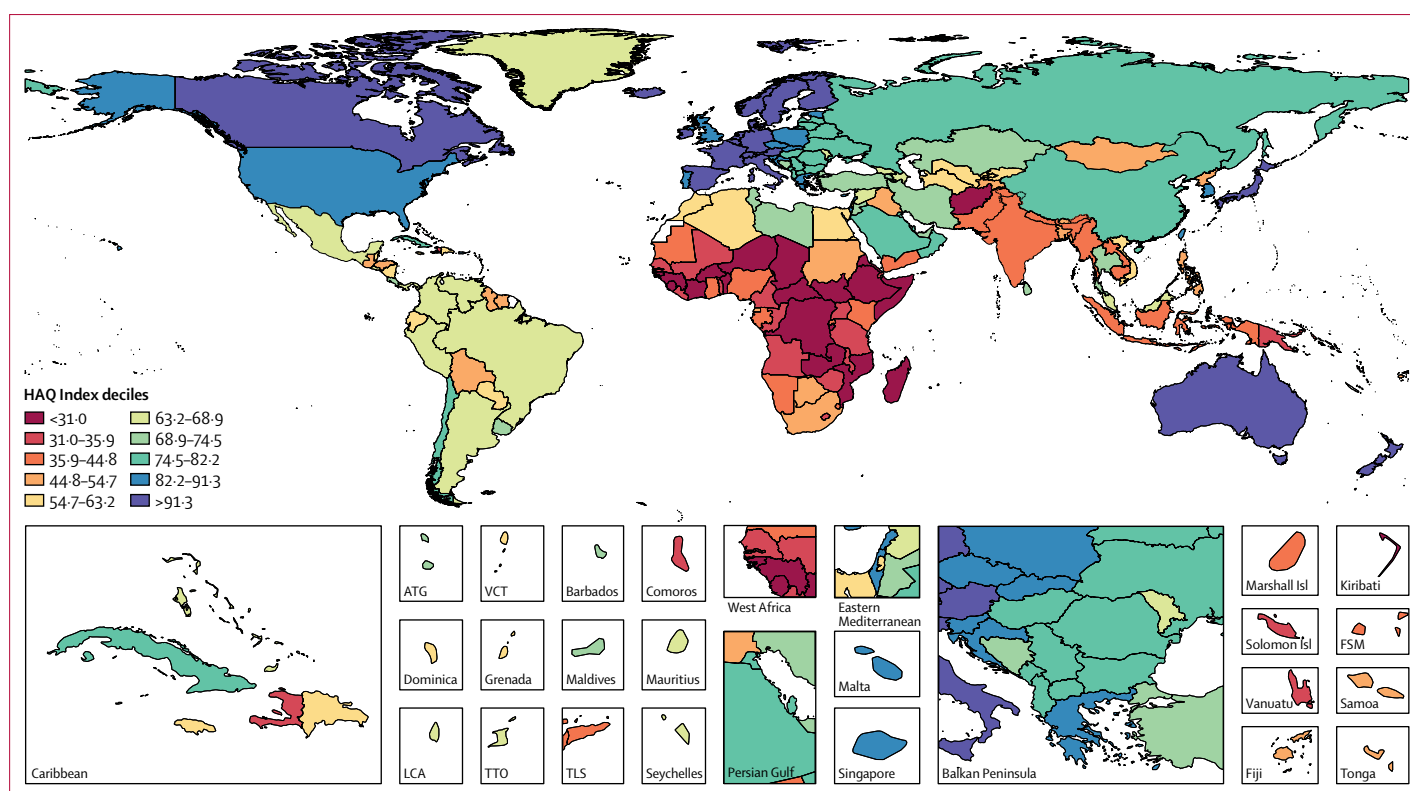 HAQ Index deciles
<31·0
31·0–35·9
35·9–44·8
44·8–54·7
54·7–63·2
63·2–68·9
68·9–74·5
74·5–82·2
82·2–91·3
>91·3
Caribbean
ATG
VCT
Barbados
Comoros
West Africa
Eastern
Mediterranean
Dominica
Grenada
Maldives
Mauritius
Malta
LCA
TTO
TLS
Seychelles
Persian Gulf
Singapore
Balkan Peninsula
Marshall Isl
Kiribati
Solomon Isl
FSM
Vanuatu
Samoa
Fiji
Tonga